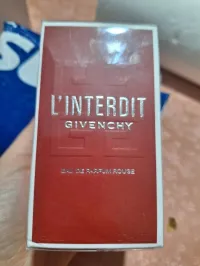 L'INTERDIT
GIVENCHY
EAU DE PARFUM ROUGE